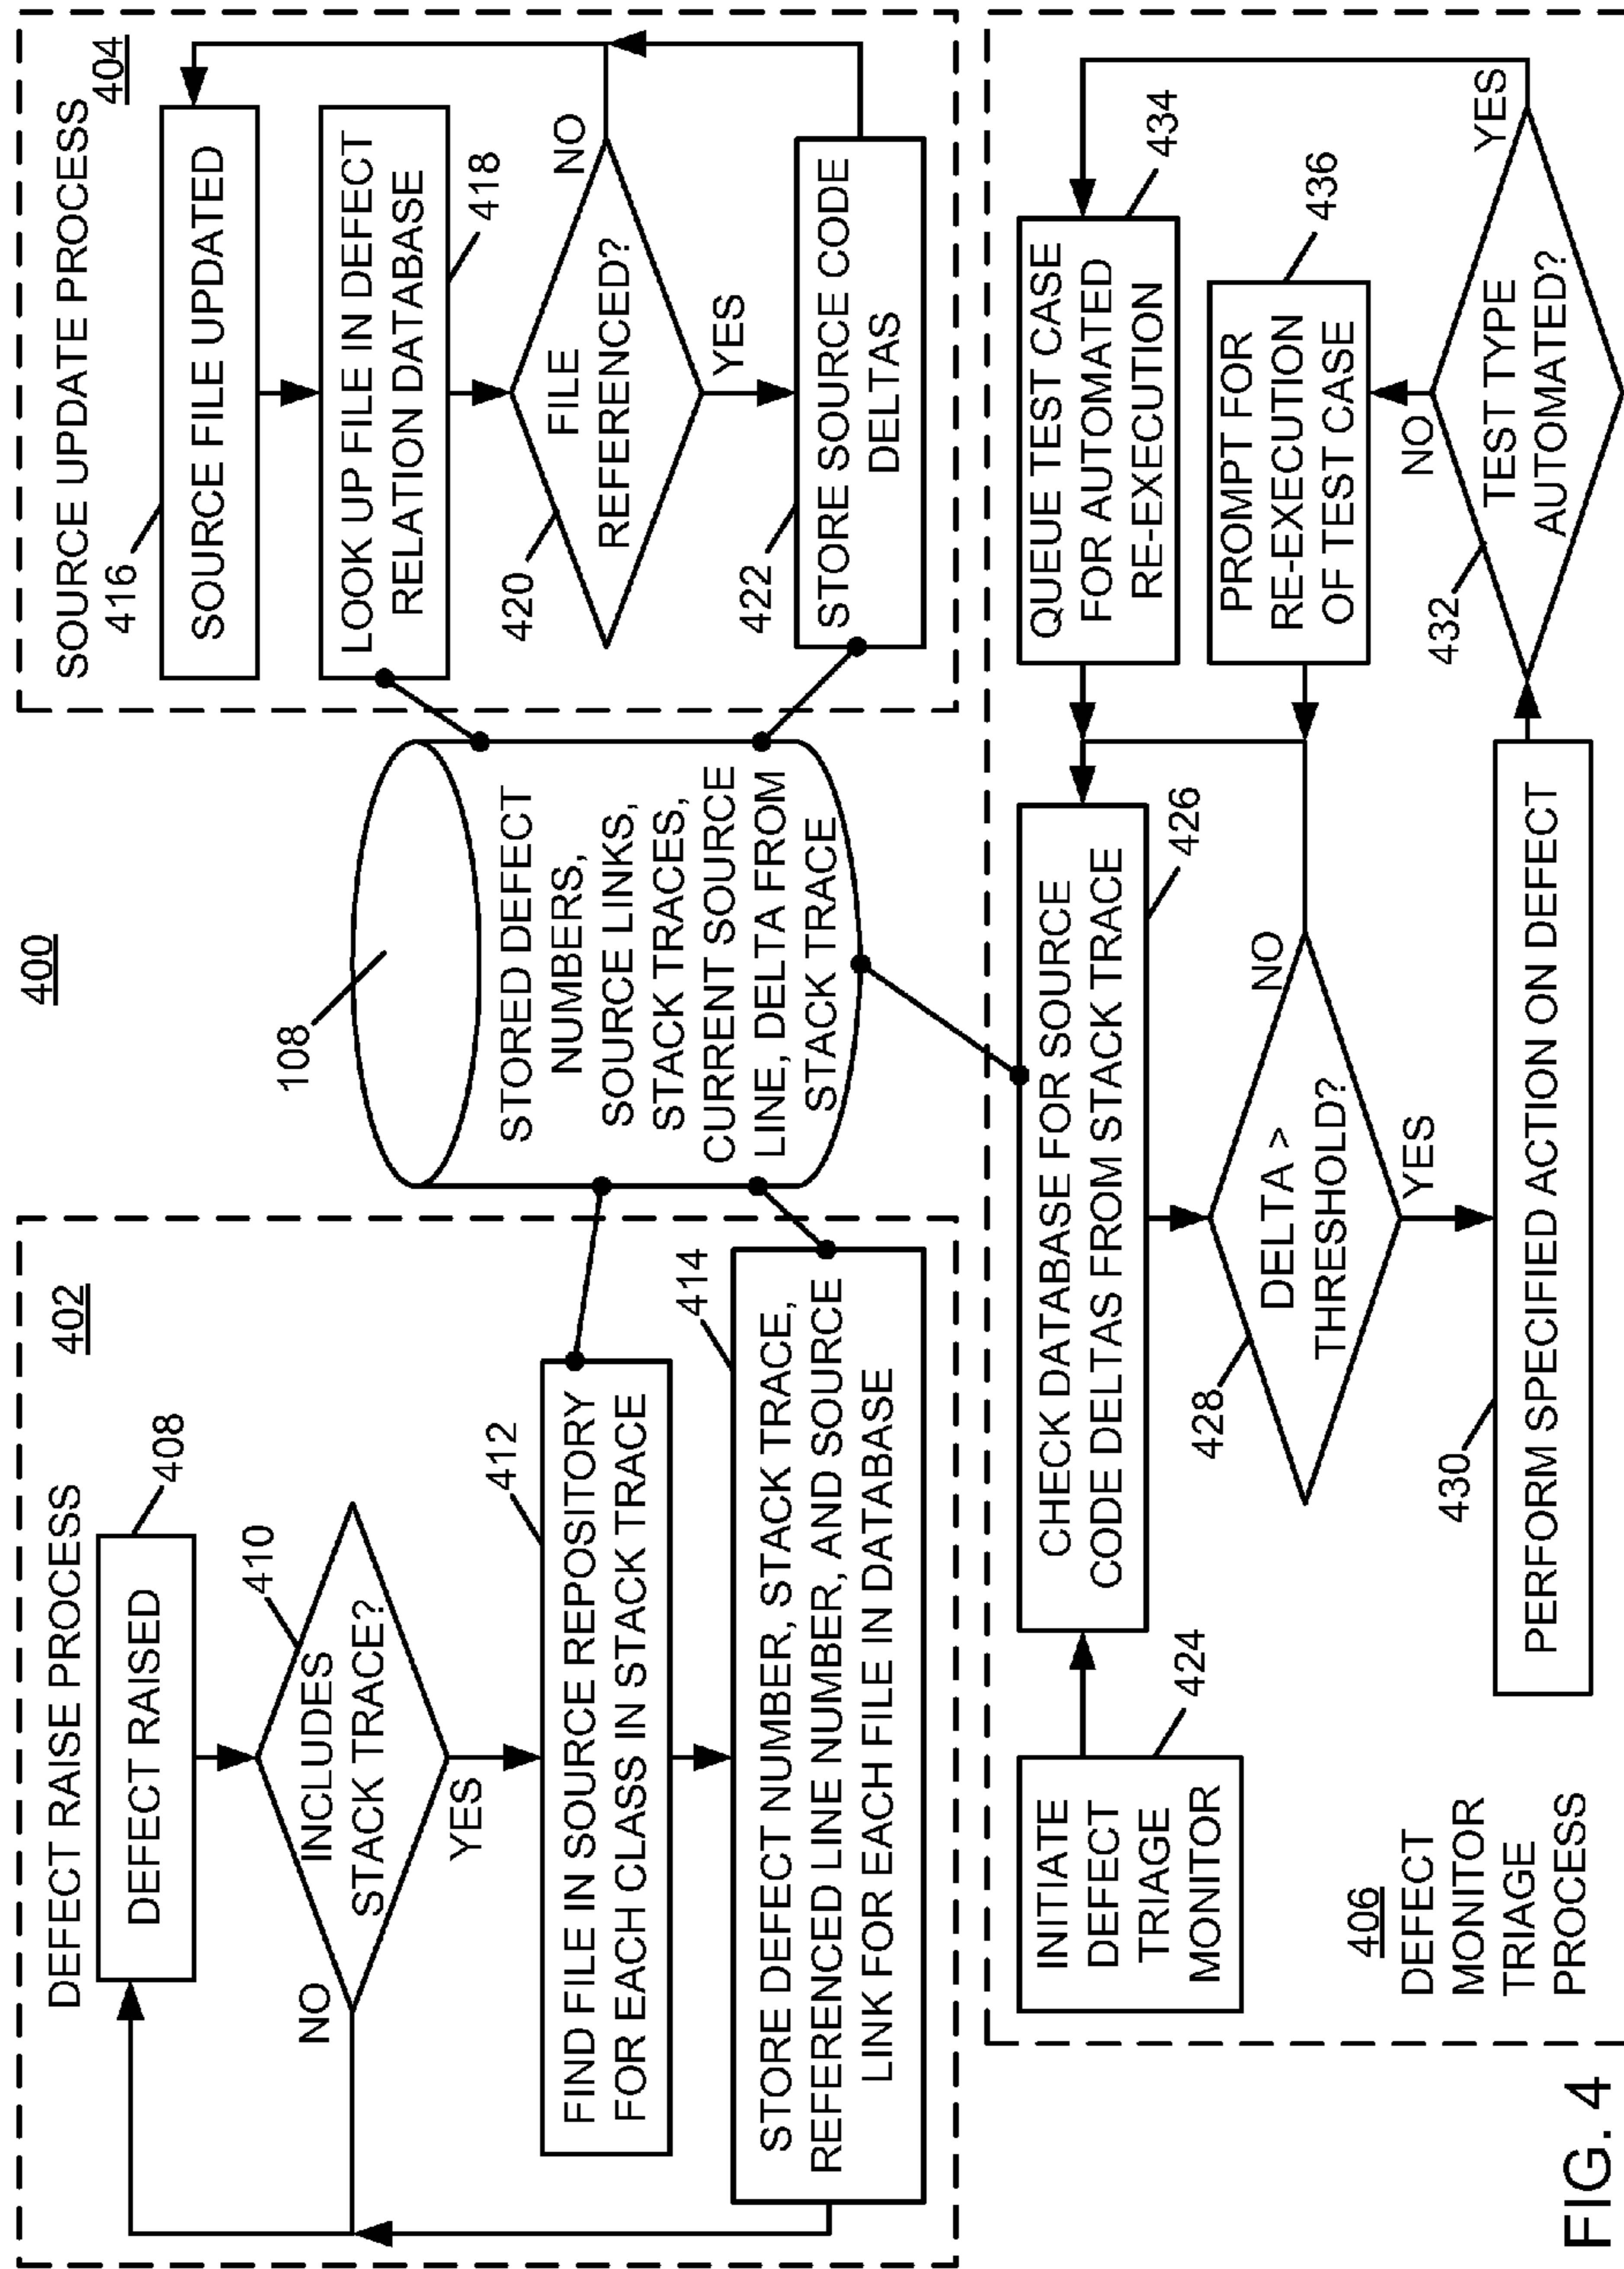 400
DEFECT RAISE PROCESS
402
DEFECT RAISED
408
INCLUDES
STACK TRACE?
410
NO
YES
412
FIND FILE IN SOURCE REPOSITORY
FOR EACH CLASS IN STACK TRACE
414
STORE DEFECT NUMBER, STACK TRACE,
REFERENCED LINE NUMBER, AND SOURCE
LINK FOR EACH FILE IN DATABASE
108
STORED DEFECT
NUMBERS,
SOURCE LINKS,
STACK TRACES,
CURRENT SOURCE
LINE, DELTA FROM
STACK TRACE
SOURCE UPDATE PROCESS
404
416
SOURCE FILE UPDATED
LOOK UP FILE IN DEFECT
RELATION DATABASE
418
420
FILE
REFERENCED?
NO
YES
422
STORE SOURCE CODE
DELTAS
INITIATE
DEFECT
TRIAGE
MONITOR
424
CHECK DATABASE FOR SOURCE
CODE DELTAS FROM STACK TRACE
426
428
DELTA >
THRESHOLD?
NO
YES
430
PERFORM SPECIFIED ACTION ON DEFECT
QUEUE TEST CASE
FOR AUTOMATED
RE-EXECUTION
434
PROMPT FOR
RE-EXECUTION
OF TEST CASE
436
432
NO
TEST TYPE
AUTOMATED?
YES
406
DEFECT
MONITOR
TRIAGE
PROCESS
FIG. 4